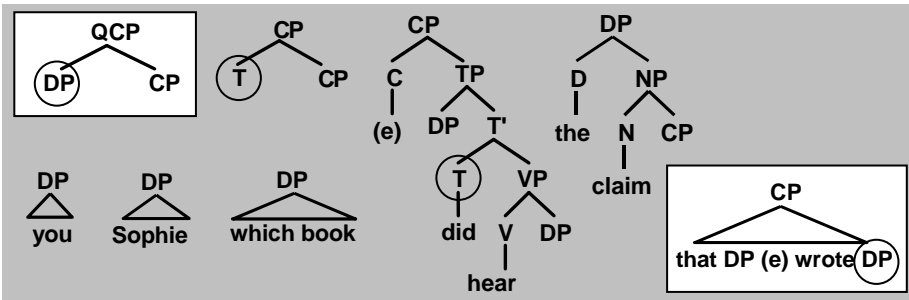 QCP
DP CP
CP
T CP
CP
C TP
(e) DP T'
T VP
did V DP
hear
DP
D NP
the N CP
claim
DP
you
DP
Sophie
DP
which book
CP
that DP (e) wrote DP